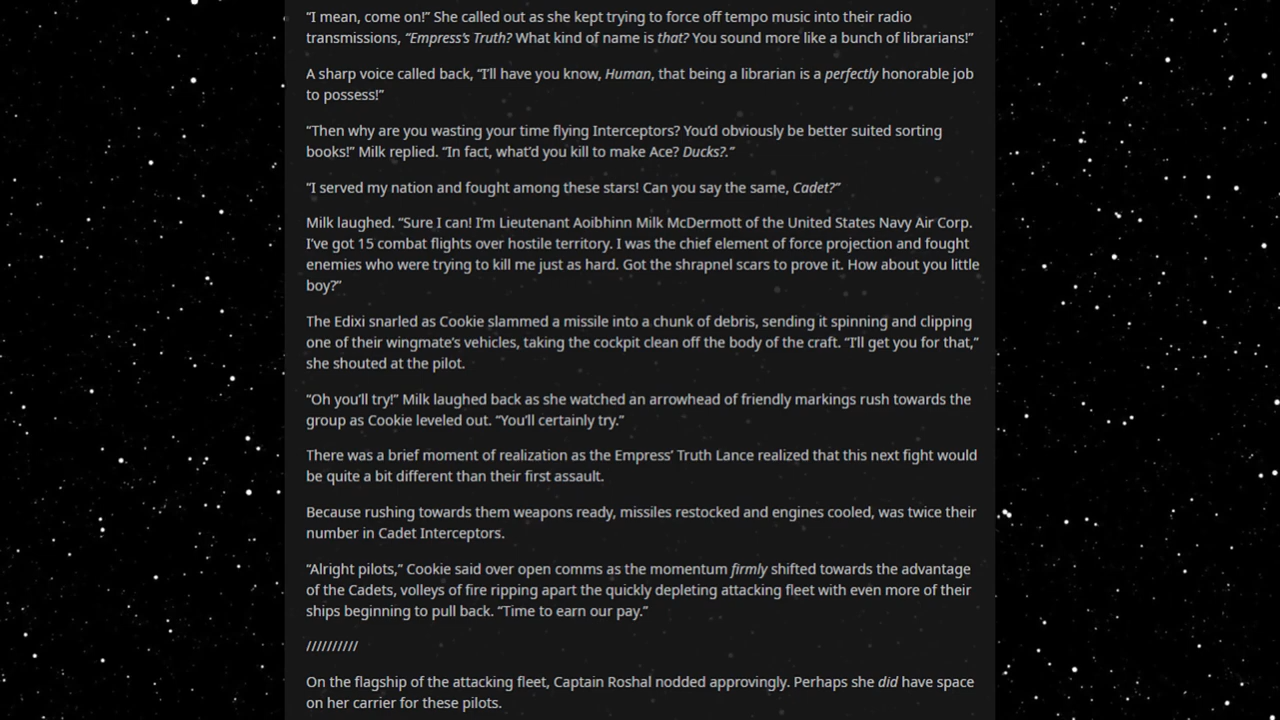 “I mean, come on!” She called out as she kept trying to force off tempo music into their radio
transmissions, “Empress’s Truth? What kind of name is that? You sound more like a bunch of librarians!”
A sharp voice called back, “I’ll have you know, Human, that being a librarian is a perfectly honorable job
to possess!”
“Then why are you wasting your time flying Interceptors? You’d obviously be better suited sorting
books!” Milk replied. “In fact, what’d you kill to make Ace? Ducks?.”
“I served my nation and fought among these stars! Can you say the same, Cadet?”
Milk laughed. “Sure I can! I’m Lieutenant Aoibhinn Milk McDermott of the United States Navy Air Corp.
I’ve got 15 combat flights over hostile territory. I was the chief element of force projection and fought
enemies who were trying to kill me just as hard. Got the shrapnel scars to prove it. How about you little
boy?”
The Edixi snarled as Cookie slammed a missile into a chunk of debris, sending it spinning and clipping
one of their wingmate’s vehicles, taking the cockpit clean off the body of the craft. “I’ll get you for that,”
she shouted at the pilot.
“Oh you’ll try!” Milk laughed back as she watched an arrowhead of friendly markings rush towards the
group as Cookie leveled out. “You’ll certainly try.”
There was a brief moment of realization as the Empress’ Truth Lance realized that this next fight would
be quite a bit different than their first assault.
Because rushing towards them weapons ready, missiles restocked and engines cooled, was twice their
number in Cadet Interceptors.
“Alright pilots,” Cookie said over open comms as the momentum firmly shifted towards the advantage
of the Cadets, volleys of fire ripping apart the quickly depleting attacking fleet with even more of their
ships beginning to pull back. “Time to earn our pay.”
//////////
On the flagship of the attacking fleet, Captain Roshal nodded approvingly. Perhaps she did have space
on her carrier for these pilots.